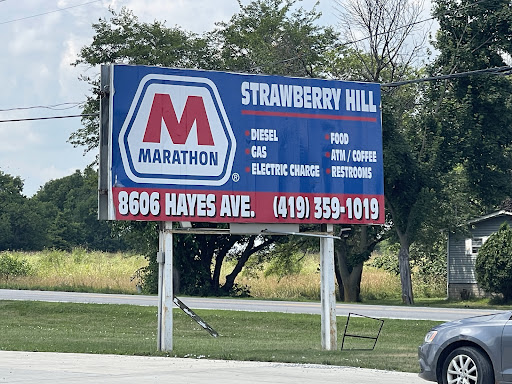 STRAWBERRY HILL
M
MARATHON
®
• DIESEL
• GAS
• ELECTRIC CHARGE
• FOOD
• ATM / COFFEE
• RESTROOMS
8606 HAYES AVE. (419) 359-1019